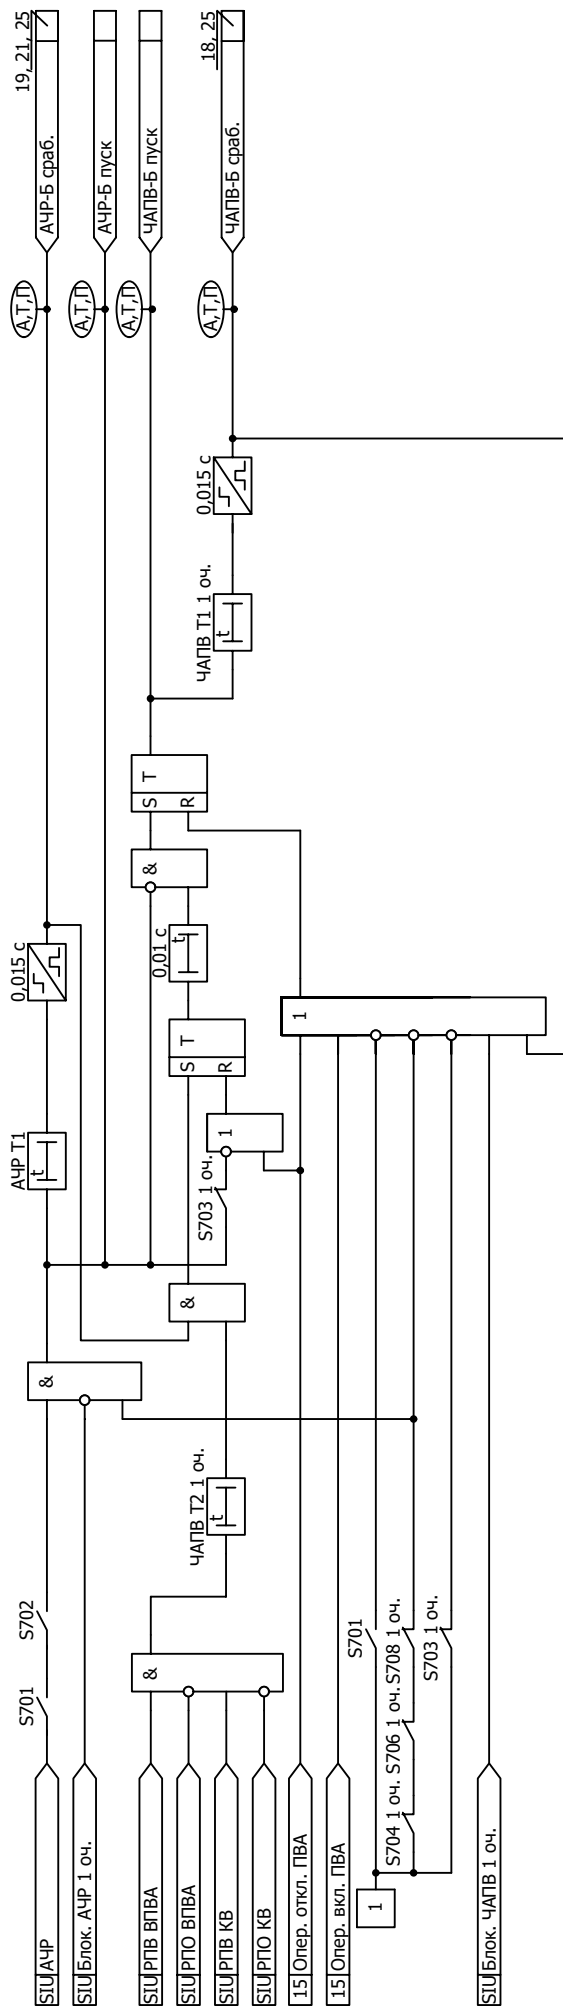 SIU АЧР
SIU Блок. АЧР 1 оч.
SIU РПВ ВПВА
SIU РПО ВПВА
SIU РПВ КВ
SIU РПО КВ
15 Опер. откл. ПВА
15 Опер. вкл. ПВА
1
SIU Блок. ЧАПВ 1 оч.
S701
S702
&
S704 1 оч.
S706 1 оч.
S708 1 оч.
S701
S703 1 оч.
ЧАПВ Т2 1 оч.
t
&
&
S703 1 оч.
1
АЧР Т1
t
0,015 с
S T
R
0,01 с
t
&
1
S T
R
ЧАПВ Т1 1 оч.
t
0,015 с
А,Т,П
А,Т,П
А,Т,П
А,Т,П
АЧР-Б сраб.
19, 21, 25
АЧР-Б пуск
ЧАПВ-Б пуск
ЧАПВ-Б сраб.
18, 25